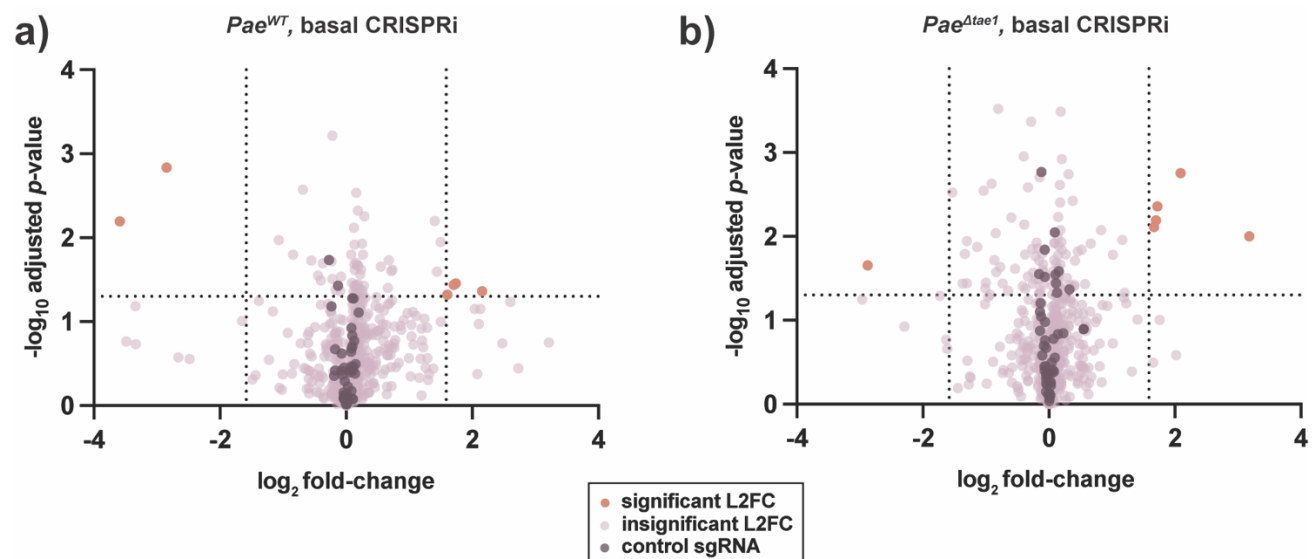 a)
Pae^WT, basal CRISPRi
4
3
2
1
0
-4
-2
0
2
4
-log₁₀ adjusted p-value
log₂ fold-change
b)
Pae^Δtae1, basal CRISPRi
4
3
2
1
0
-4
-2
0
2
4
-log₁₀ adjusted p-value
log₂ fold-change
significant L2FC
insignificant L2FC
control sgRNA